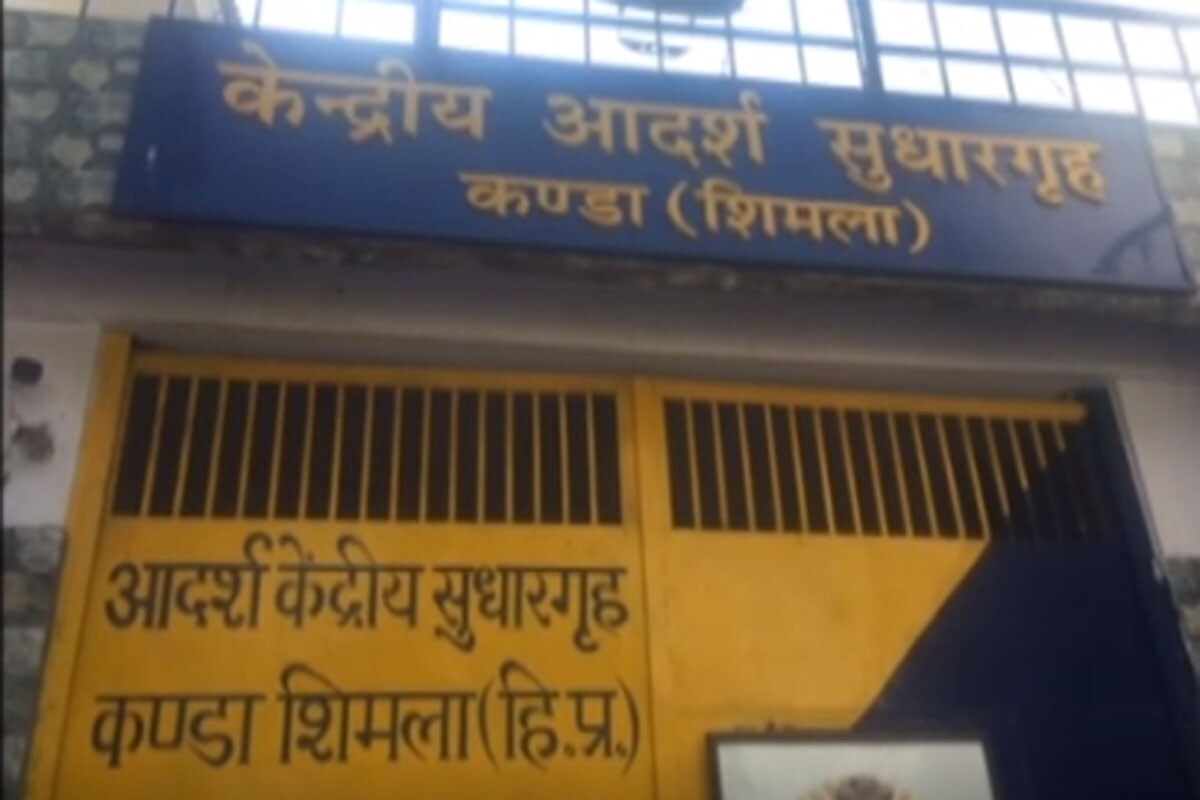 केन्द्रीय आदर्श सुधारगृह
कण्डा (शिमला)
आदर्श केंद्रीय सुधारगृह
कण्डा शिमला(हि.प्र.)